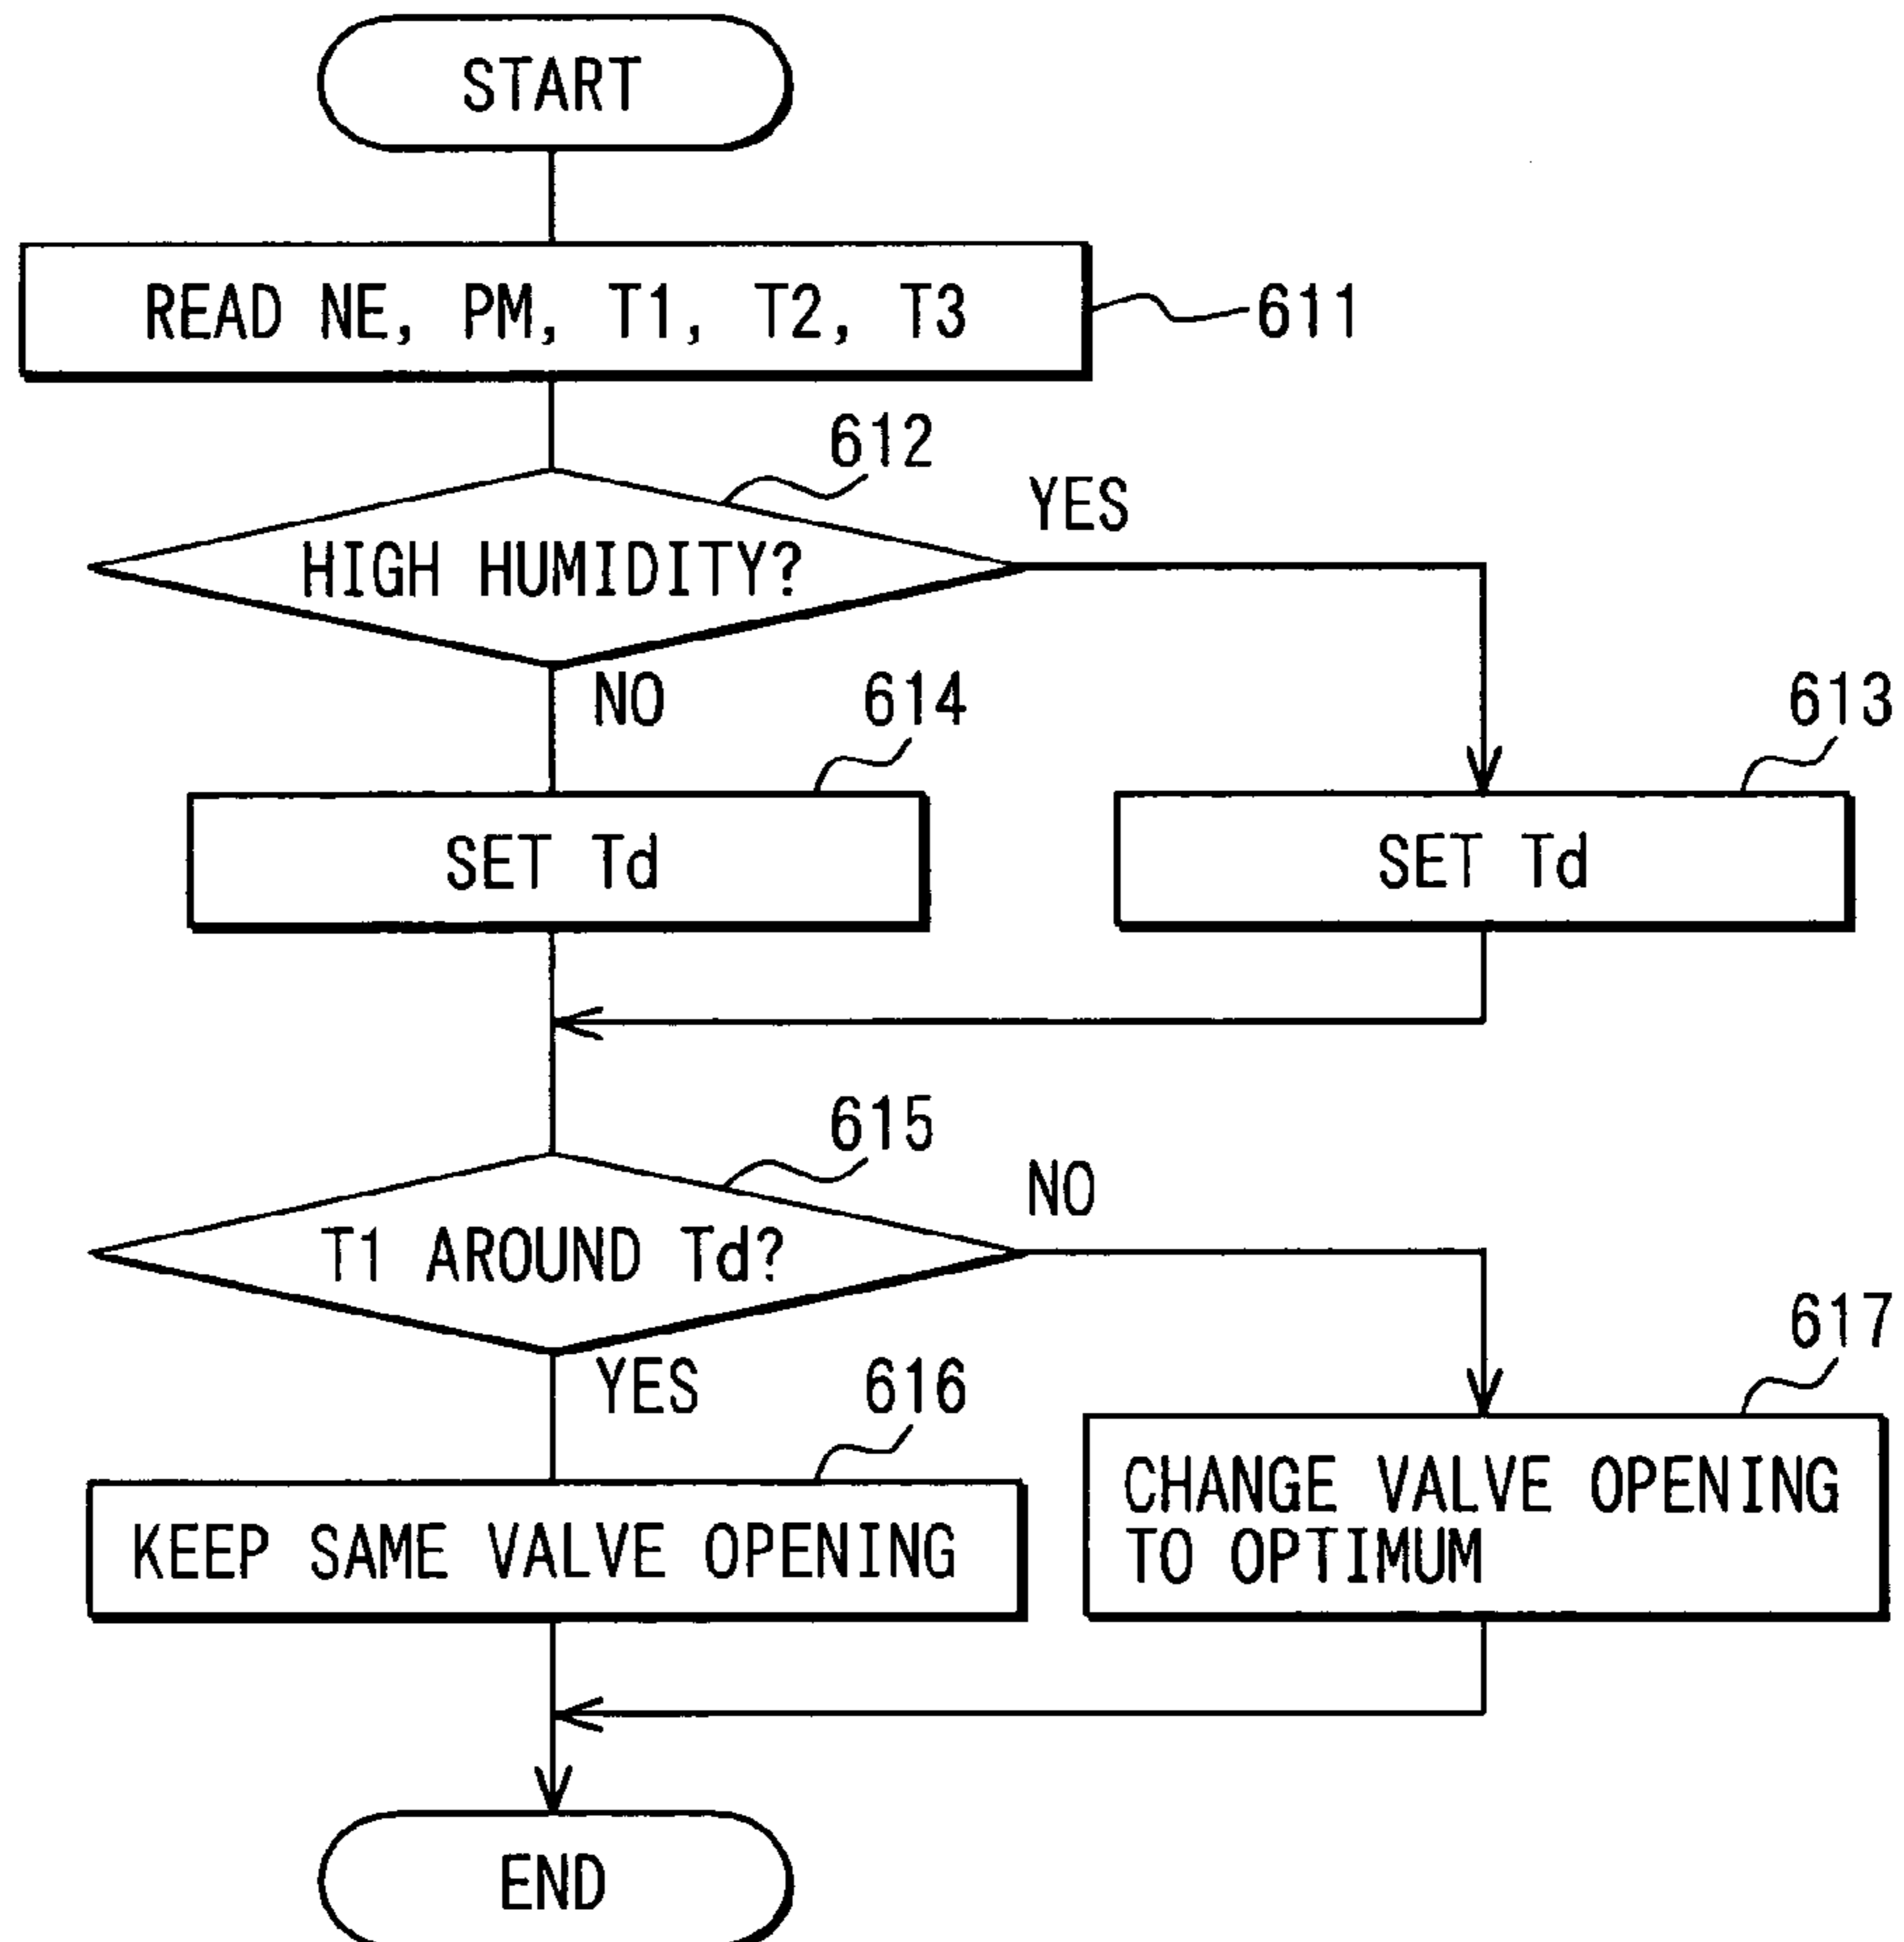 START
READ NE, PM, T1, T2, T3
611
612
YES
HIGH HUMIDITY?
NO
614
613
SET Td
SET Td
615
NO
T1 AROUND Td?
617
YES
616
CHANGE VALVE OPENING
TO OPTIMUM
KEEP SAME VALVE OPENING
END